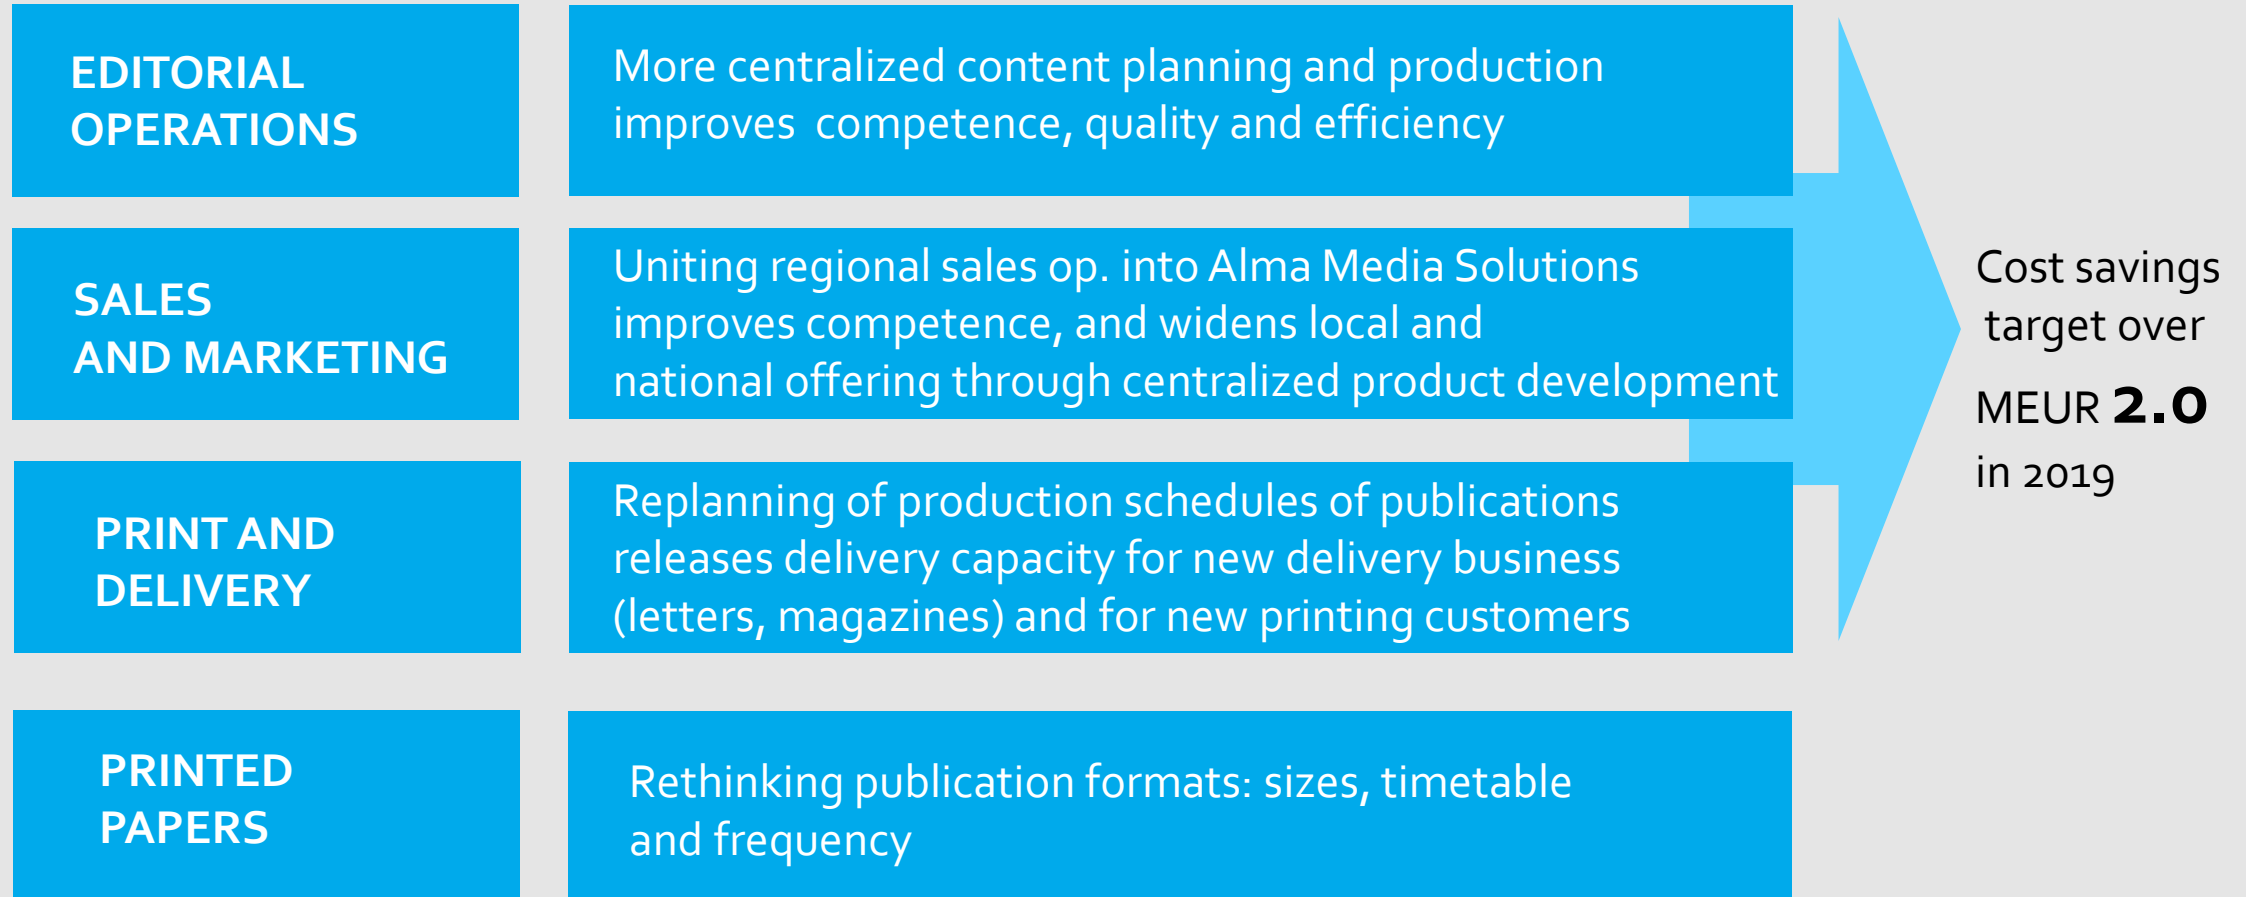 EDITORIAL
OPERATIONS
More centralized content planning and production
improves  competence, quality and efficiency
SALES
AND MARKETING
Uniting regional sales op. into Alma Media Solutions
improves competence, and widens local and
national offering through centralized product development
PRINT AND
DELIVERY
Replanning of production schedules of publications
releases delivery capacity for new delivery business
(letters, magazines) and for new printing customers
PRINTED
PAPERS
Rethinking publication formats: sizes, timetable
and frequency
Cost savings
target over
MEUR 2.0
in 2019